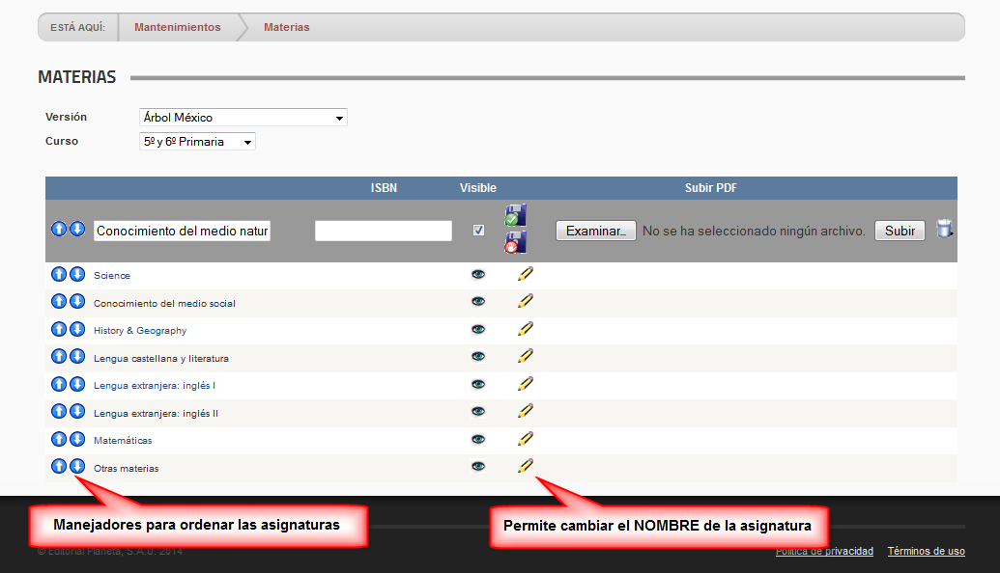 ESTÁ AQUÍ: Mantenimientos Materias
MATERIAS
Versión Árbol México
Curso 5º y 6º Primaria
ISBN Visible Subir PDF
Conocimiento del medio natur Examinar... No se ha seleccionado ningún archivo. Subir
Science
Conocimiento del medio social
History & Geography
Lengua castellana y literatura
Lengua extranjera: inglés I
Lengua extranjera: inglés II
Matemáticas
Otras materias
Manejadores para ordenar las asignaturas
Permite cambiar el NOMBRE de la asignatura
© Editorial Planeta, S.A.U. 2014 Política de privacidad Términos de uso